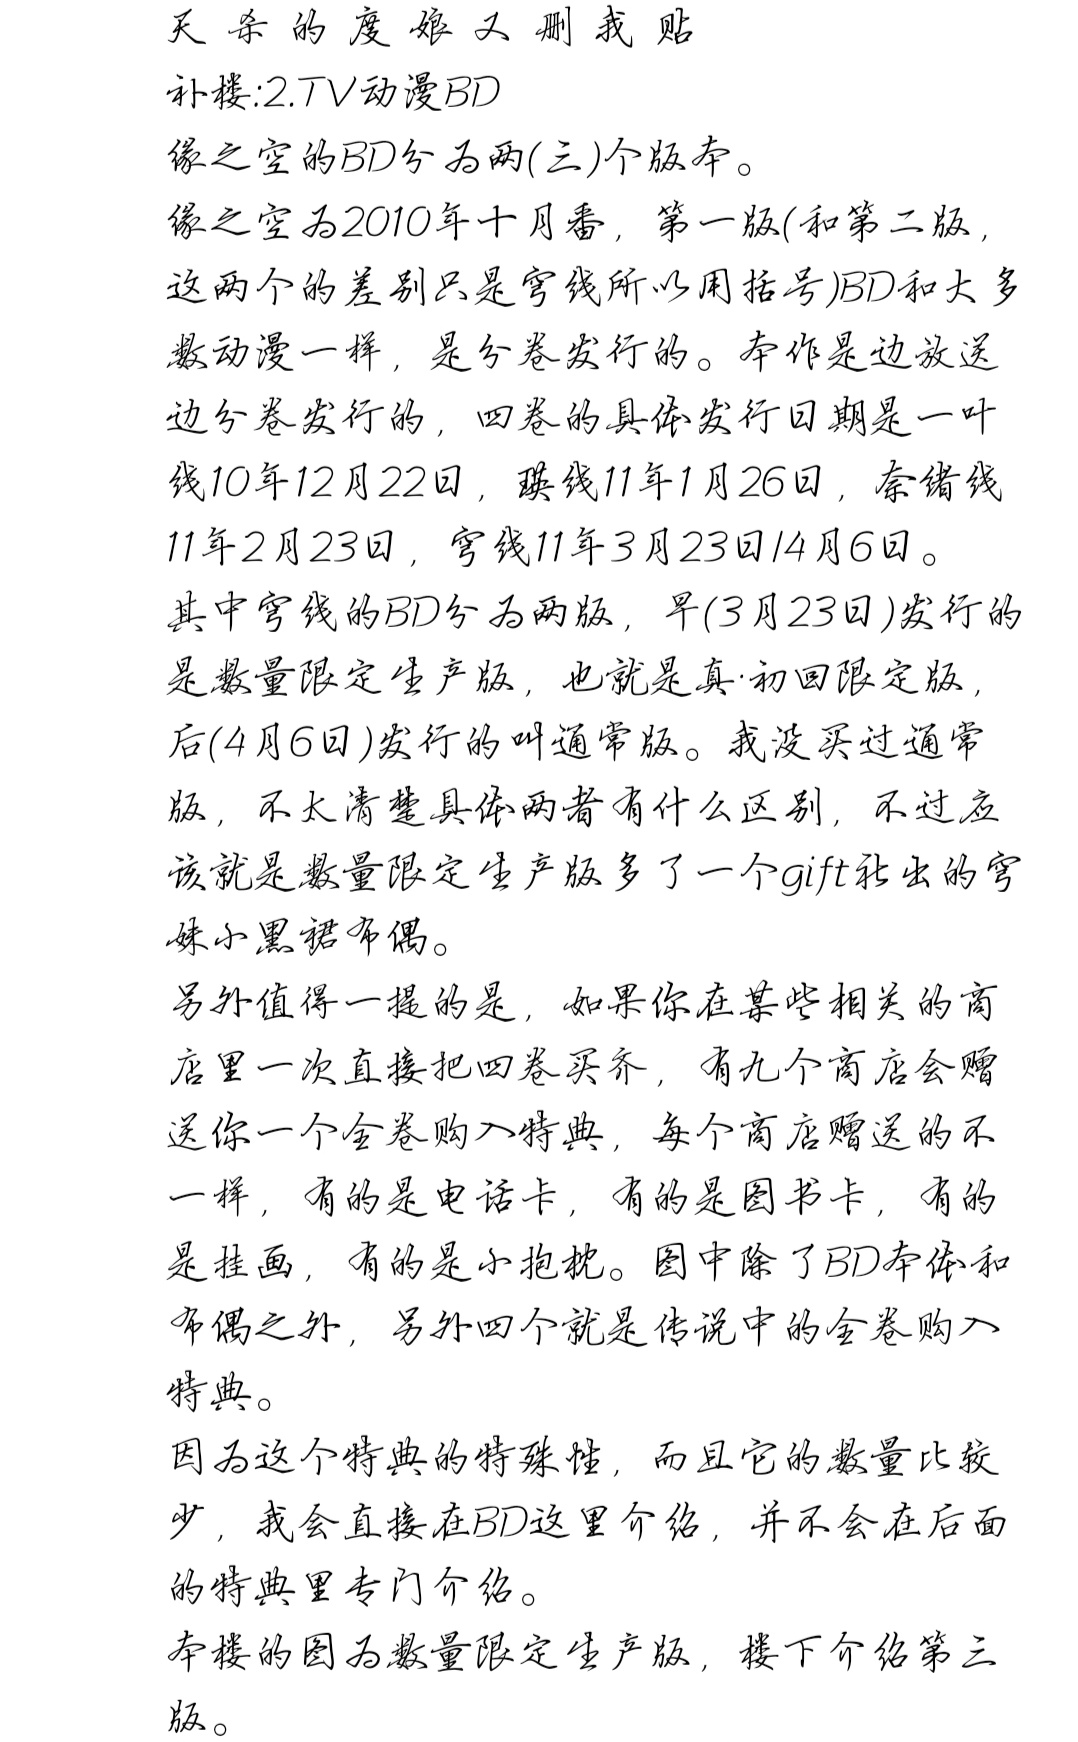 天杀的度娘又删我贴
补楼:2.TV动漫BD
缘之空的BD分为两(三)个版本。
缘之空为2010年十月番，第一版(和第二版，
这两个的差别只是穹线所以用括号)BD和大多
数动漫一样，是分卷发行的。本作是边放送
边分卷发行的，四卷的具体发行日期是一叶
线10年12月22日，瑛线11年1月26日，奈绪线
11年2月23日，穹线11年3月23日/4月6日。
其中穹线的BD分为两版，早(3月23日)发行的
是数量限定生产版，也就是真·初回限定版，
后(4月6日)发行的叫通常版。我没买过通常
版，不太清楚具体两者有什么区别，不过应
该就是数量限定生产版多了一个gift社出的穹
妹小黑裙布偶。
另外值得一提的是，如果你在某些相关的商
店里一次直接把四卷买齐，有九个商店会赠
送你一个全卷购入特典，每个商店赠送的不
一样，有的是电话卡，有的是图书卡，有的
是挂画，有的是小抱枕。图中除了BD本体和
布偶之外，另外四个就是传说中的全卷购入
特典。
因为这个特典的特殊性，而且它的数量比较
少，我会直接在BD这里介绍，并不会在后面
的特典里专门介绍。
本楼的图为数量限定生产版，楼下介绍第三
版。